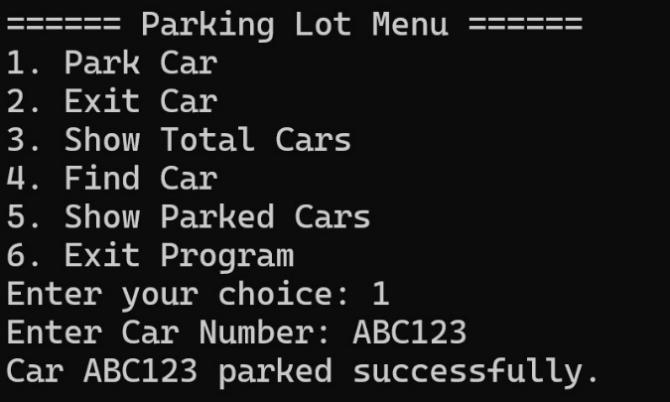 ====== Parking Lot Menu ======
1. Park Car
2. Exit Car
3. Show Total Cars
4. Find Car
5. Show Parked Cars
6. Exit Program
Enter your choice: 1
Enter Car Number: ABC123
Car ABC123 parked successfully.